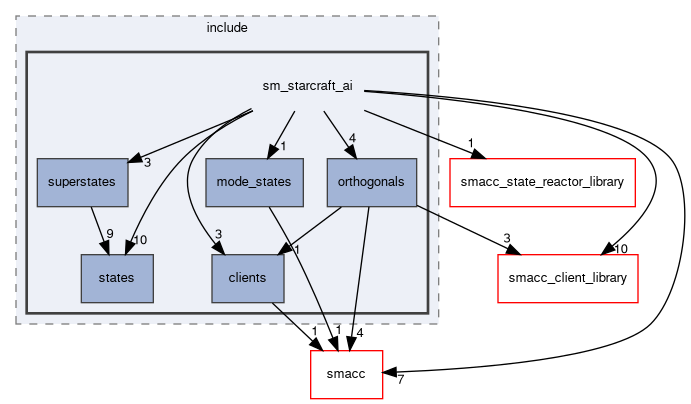 include
sm_starcraft_ai
4
1
1
3
superstates
mode_states
orthogonals
smacc_state_reactor_library
9
10
3
1
3
10
states
clients
smacc_client_library
1
1
4
smacc
7